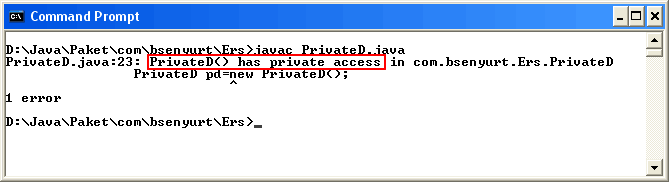 Command Prompt
D:\Java\Paket\com\bsenyurt\Ers>javac PrivateD.java
PrivateD.java:23: PrivateD() has private access in com.bsenyurt.Ers.PrivateD
PrivateD pd=new PrivateD();
^
1 error
D:\Java\Paket\com\bsenyurt\Ers>_